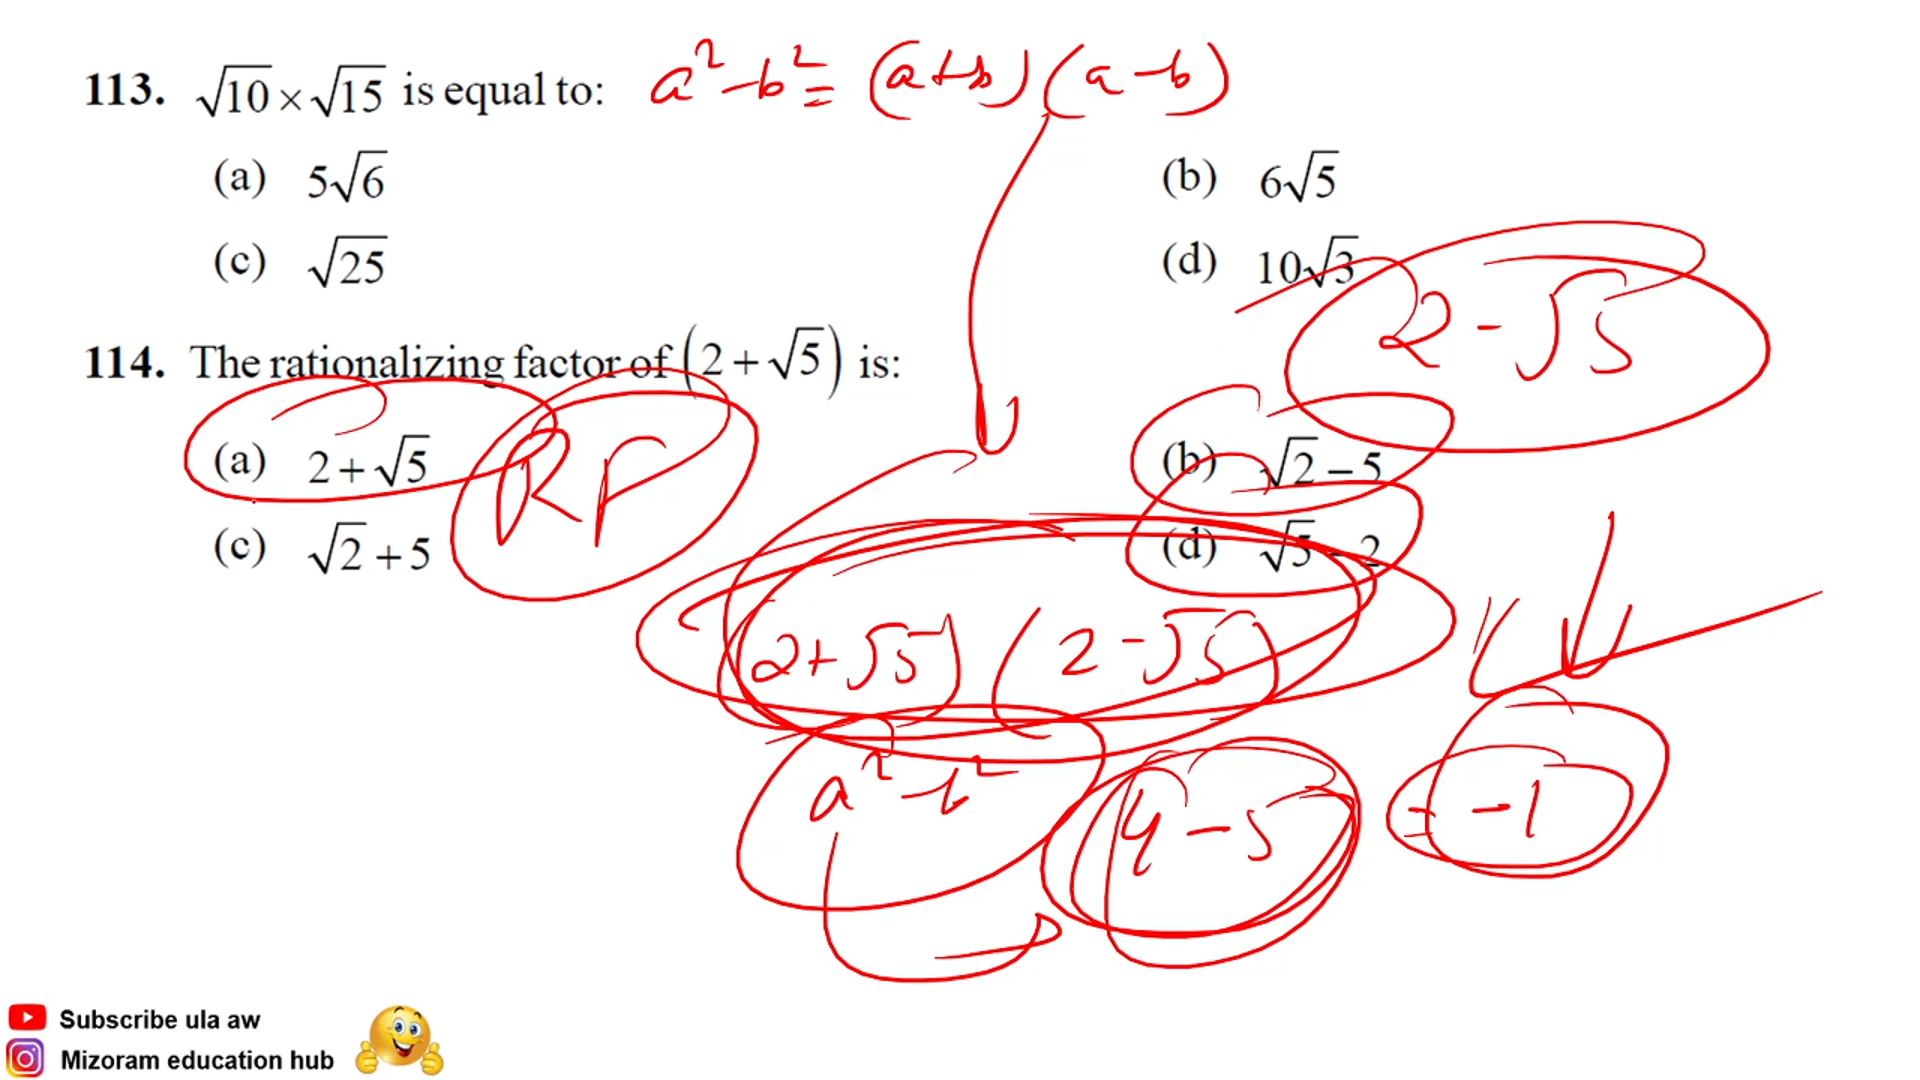 113. √10 × √15 is equal to: a² - b² = (a+b)(a-b)
(a) 5√6 (b) 6√5
(c) √25 (d) 10√3
2 - √5
114. The rationalizing factor of (2 + √5) is:
(a) 2 + √5 (b) √2 - 5
RF
(c) √2 + 5 (d) √5 - 2
2+√5) (2-√5)
a² - b² 4 - 5 = -1
Subscribe ula aw
Mizoram education hub